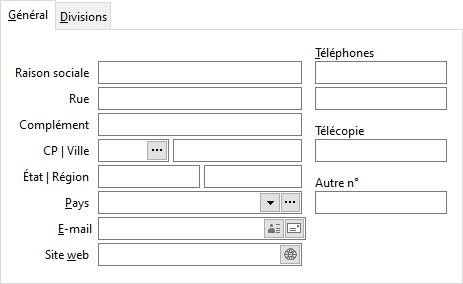 Général
Divisions
Téléphones
Raison sociale
Rue
Complément
Télécopie
CP | Ville
État | Région
Autre n°
Pays
E-mail
Site web